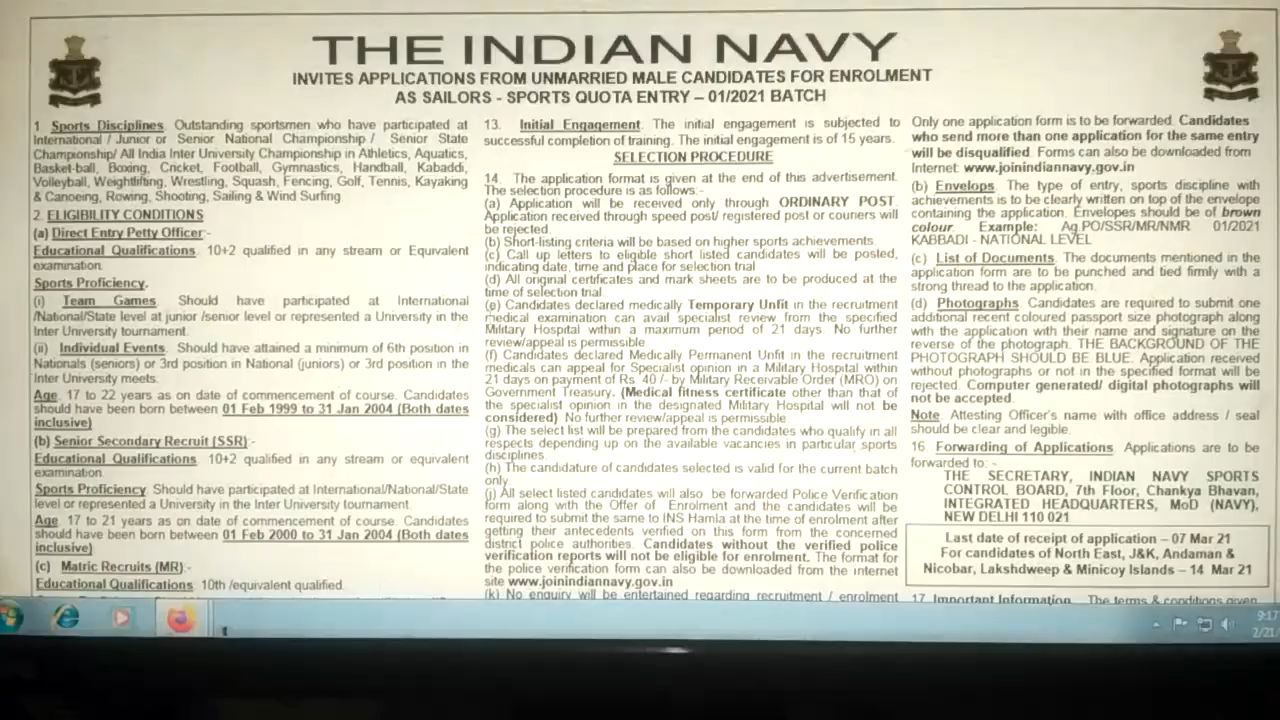 THE INDIAN NAVY
INVITES APPLICATIONS FROM UNMARRIED MALE CANDIDATES FOR ENROLMENT
AS SAILORS - SPORTS QUOTA ENTRY – 01/2021 BATCH
1 Sports Disciplines. Outstanding sportsmen who have participated at
International / Junior or Senior National Championship / Senior State
Championship/ All India Inter University Championship in Athletics, Aquatics,
Basket-ball, Boxing, Cricket, Football, Gymnastics, Handball, Kabaddi,
Volleyball, Weightlifting, Wrestling, Squash, Fencing, Golf, Tennis, Kayaking
& Canoeing, Rowing, Shooting, Sailing & Wind Surfing
2. ELIGIBILITY CONDITIONS
(a) Direct Entry Petty Officer:-
Educational Qualifications. 10+2 qualified in any stream or Equivalent
examination.
Sports Proficiency.
(i) Team Games. Should have participated at International
/National/State level at junior /senior level or represented a University in the
Inter University tournament.
(ii) Individual Events. Should have attained a minimum of 6th position in
Nationals (seniors) or 3rd position in National (juniors) or 3rd position in the
Inter University meets.
Age. 17 to 22 years as on date of commencement of course. Candidates
should have been born between 01 Feb 1999 to 31 Jan 2004 (Both dates
inclusive)
(b) Senior Secondary Recruit (SSR):-
Educational Qualifications. 10+2 qualified in any stream or equvalent
examination.
Sports Proficiency. Should have participated at International/National/State
level or represented a University in the Inter University tournament.
Age. 17 to 21 years as on date of commencement of course. Candidates
should have been born between 01 Feb 2000 to 31 Jan 2004 (Both dates
inclusive)
(c) Matric Recruits (MR):-
Educational Qualifications. 10th /equivalent qualified.
13. Initial Engagement. The initial engagement is subjected to
successful completion of training. The initial engagement is of 15 years.
SELECTION PROCEDURE
14. The application format is given at the end of this advertisement.
The selection procedure is as follows:-
(a) Application will be received only through ORDINARY POST.
Application received through speed post/ registered post or couriers will
be rejected.
(b) Short-listing criteria will be based on higher sports achievements.
(c) Call up letters to eligible short listed candidates will be posted,
indicating date, time and place for selection trial
(d) All original certificates and mark sheets are to be produced at the
time of selection trial.
(e) Candidates declared medically Temporary Unfit in the recruitment
medical examination can avail specialist review from the specified
Military Hospital within a maximum period of 21 days. No further
review/appeal is permissible
(f) Candidates declared Medically Permanent Unfit in the recruitment
medicals can appeal for Specialist opinion in a Military Hospital within
21 days on payment of Rs. 40 /- by Military Receivable Order (MRO) on
Government Treasury. (Medical fitness certificate other than that of
the specialist opinion in the designated Military Hospital will not be
considered) No further review/appeal is permissible
(g) The select list will be prepared from the candidates who qualify in all
respects depending up on the available vacancies in particular sports
disciplines.
(h) The candidature of candidates selected is valid for the current batch
only
(j) All select listed candidates will also be forwarded Police Verification
form along with the Offer of Enrolment and the candidates will be
required to submit the same to INS Hamla at the time of enrolment after
getting their antecedents verified on this form from the concerned
district police authorities. Candidates without the verified police
verification reports will not be eligible for enrolment. The format for
the police verification form can also be downloaded from the internet
site www.joinindiannavy.gov.in
(k) No enquiry will be entertained regarding recruitment / enrolment
Only one application form is to be forwarded. Candidates
who send more than one application for the same entry
will be disqualified. Forms can also be downloaded from
Internet: www.joinindiannavy.gov.in
(b) Envelops. The type of entry, sports discipline with
achievements is to be clearly written on top of the envelope
containing the application. Envelopes should be of brown
colour. Example: Ag.PO/SSR/MR/NMR 01/2021
KABBADI - NATIONAL LEVEL
(c) List of Documents. The documents mentioned in the
application form are to be punched and tied firmly with a
strong thread to the application.
(d) Photographs. Candidates are required to submit one
additional recent coloured passport size photograph along
with the application with their name and signature on the
reverse of the photograph. THE BACKGROUND OF THE
PHOTOGRAPH SHOULD BE BLUE. Application received
without photographs or not in the specified format will be
rejected. Computer generated/ digital photographs will
not be accepted.
Note. Attesting Officer's name with office address / seal
should be clear and legible.
16. Forwarding of Applications. Applications are to be
forwarded to: -
THE SECRETARY, INDIAN NAVY SPORTS
CONTROL BOARD, 7th Floor, Chankya Bhavan,
INTEGRATED HEADQUARTERS, MoD (NAVY),
NEW DELHI 110 021
Last date of receipt of application – 07 Mar 21
For candidates of North East, J&K, Andaman &
Nicobar, Lakshdweep & Minicoy Islands – 14 Mar 21
17. Important Information. The terms & conditions given
9:17
2/21